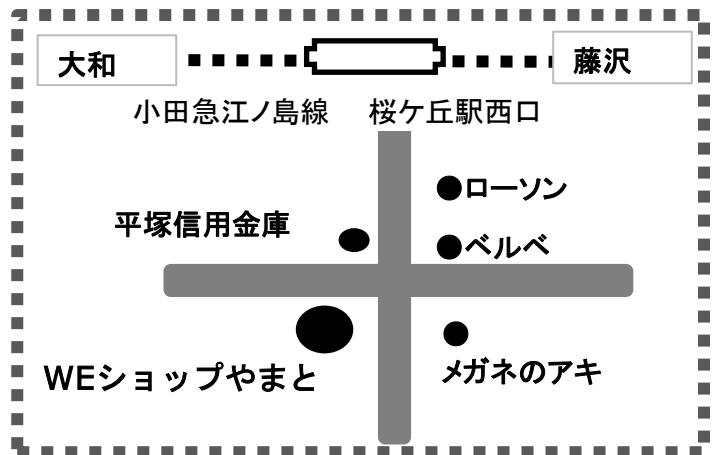 大和
藤沢
小田急江ノ島線 桜ケ丘駅西口
ローソン
平塚信用金庫
ベルベ
WEショップやまと
メガネのアキ